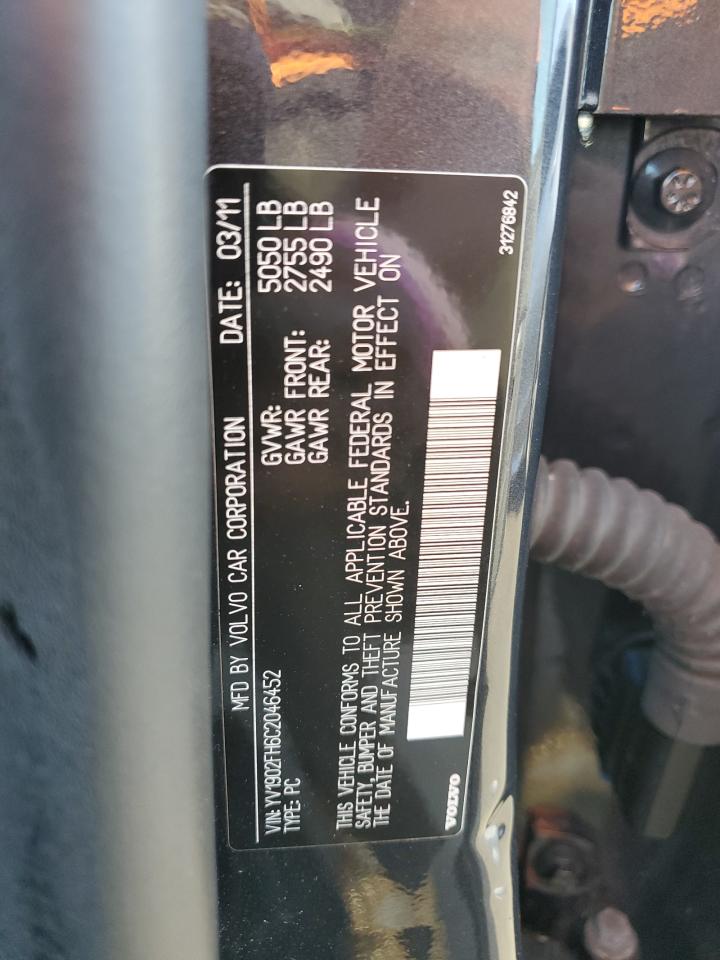 MFD BY VOLVO CAR CORPORATION DATE: 03/11
VIN: YV1902FH6C2046452
TYPE: PC
GVWR: 5050 LB
GAWR FRONT: 2755 LB
GAWR REAR: 2490 LB
THIS VEHICLE CONFORMS TO ALL APPLICABLE FEDERAL MOTOR VEHICLE
SAFETY, BUMPER AND THEFT PREVENTION STANDARDS IN EFFECT ON
THE DATE OF MANUFACTURE SHOWN ABOVE.
VOLVO
31276842